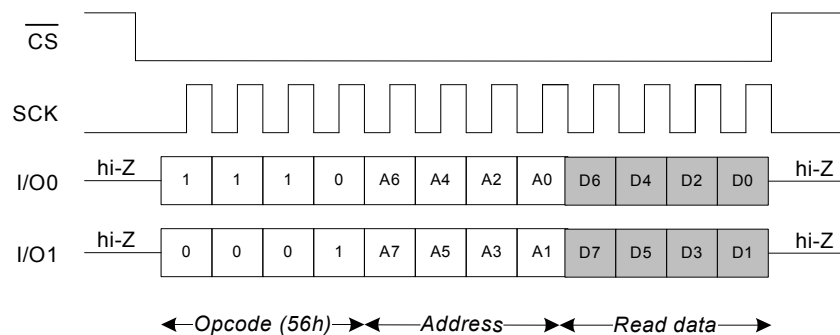 CS
SCK
hi-Z hi-Z
I/O0 1 1 1 0 A6 A4 A2 A0 D6 D4 D2 D0
hi-Z hi-Z
I/O1 0 0 0 1 A7 A5 A3 A1 D7 D5 D3 D1
Opcode (56h) Address Read data